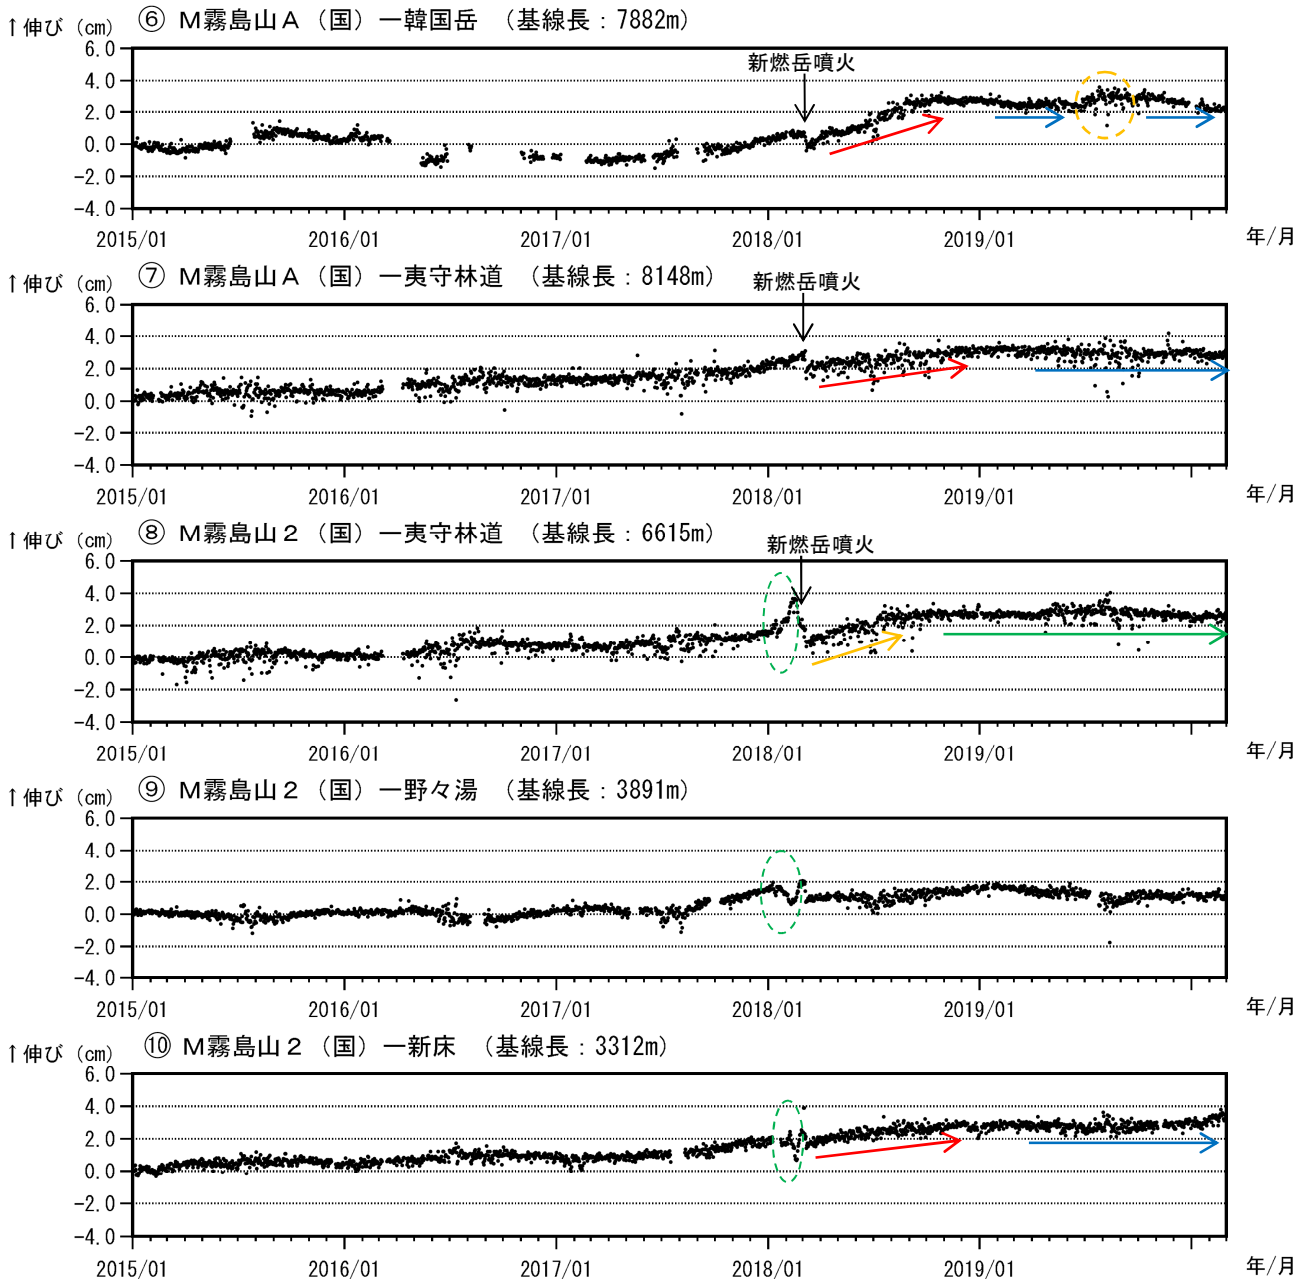 ↑伸び（cm） ⑥ Ｍ霧島山Ａ（国）―韓国岳 （基線長：7882m）
新燃岳噴火
6.0
4.0
2.0
0.0
-2.0
-4.0
2015/01 2016/01 2017/01 2018/01 2019/01 年/月
↑伸び（cm） ⑦ Ｍ霧島山Ａ（国）―夷守林道 （基線長：8148m）
新燃岳噴火
6.0
4.0
2.0
0.0
-2.0
-4.0
2015/01 2016/01 2017/01 2018/01 2019/01 年/月
↑伸び（cm） ⑧ Ｍ霧島山２（国）―夷守林道 （基線長：6615m）
新燃岳噴火
6.0
4.0
2.0
0.0
-2.0
-4.0
2015/01 2016/01 2017/01 2018/01 2019/01 年/月
↑伸び（cm） ⑨ Ｍ霧島山２（国）―野々湯 （基線長：3891m）
6.0
4.0
2.0
0.0
-2.0
-4.0
2015/01 2016/01 2017/01 2018/01 2019/01 年/月
↑伸び（cm） ⑩ Ｍ霧島山２（国）―新床 （基線長：3312m）
6.0
4.0
2.0
0.0
-2.0
-4.0
2015/01 2016/01 2017/01 2018/01 2019/01 年/月